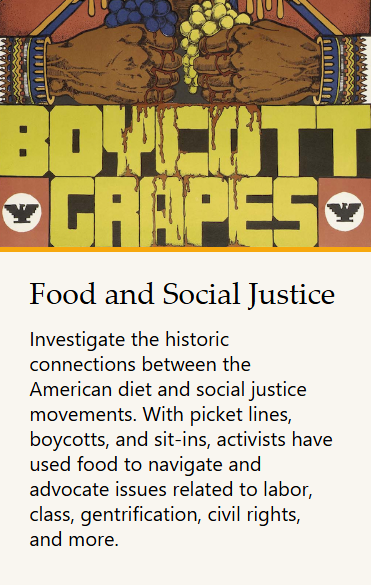 BOYCOTT
GRAPES
Food and Social Justice
Investigate the historic
connections between the
American diet and social justice
movements. With picket lines,
boycotts, and sit-ins, activists have
used food to navigate and
advocate issues related to labor,
class, gentrification, civil rights,
and more.